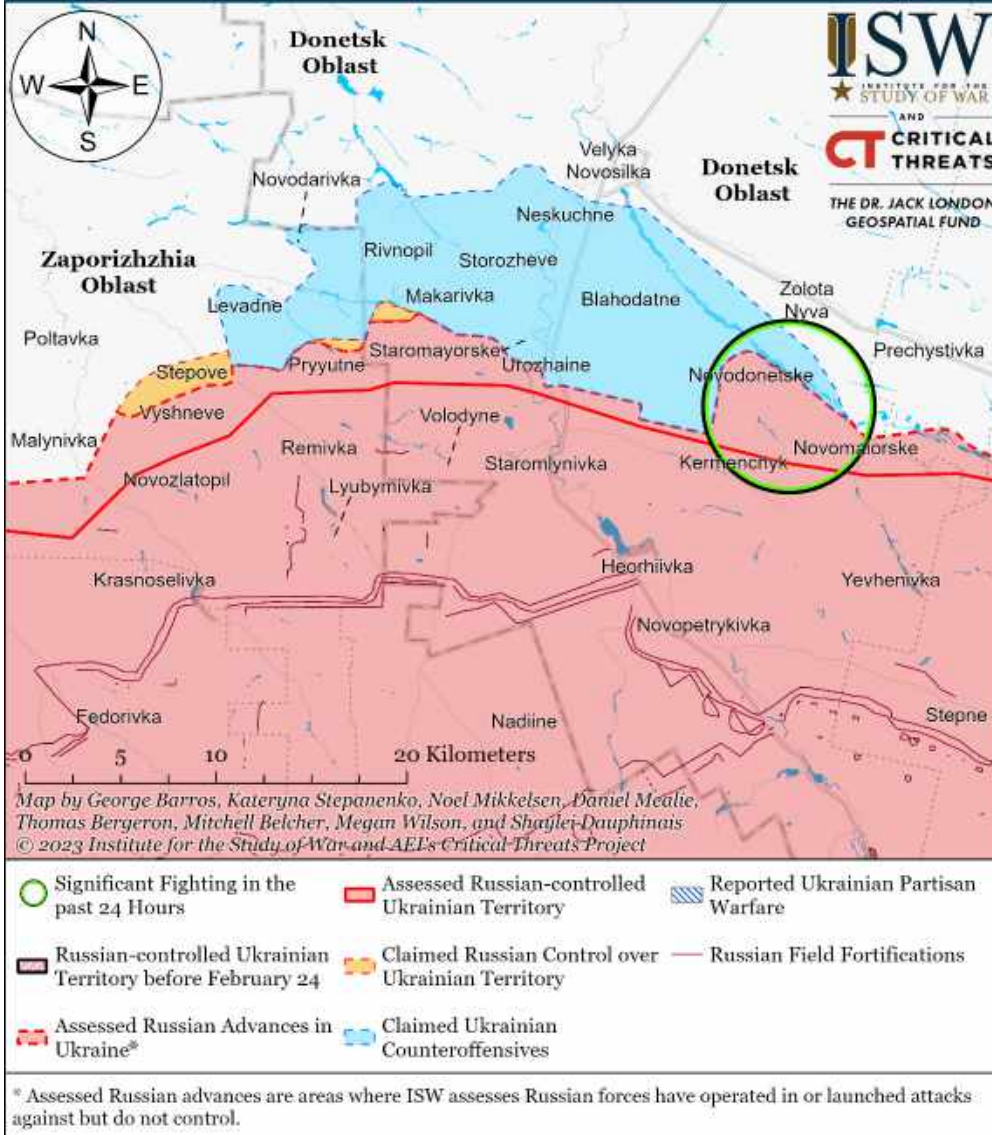 N
W
E
S
Donetsk
Oblast
ISW
INSTITUTE FOR THE
STUDY OF WAR
AND
CT CRITICAL
THREATS
THE DR. JACK LONDON
GEOSPATIAL FUND
Velyka
Novosilka
Donetsk
Oblast
Novodarivka
Neskuchne
Rivnopil
Storozheve
Zaporizhzhia
Oblast
Levadne
Makarivka
Blahodatne
Zolota
Nyva
Poltavka
Prechystivka
Stepove
Pryyutne
Staromayorske
Urozhaine
Novodonetske
Vyshneve
Volodyne
Malynivka
Remivka
Staromlynivka
Kermenchyk
Novomaiorske
Novozlatopil
Lyubymivka
Krasnoselivka
Heorhiivka
Yevhenivka
Novopetrykivka
Fedorivka
Nadiine
Stepne
0 5 10 20 Kilometers
Map by George Barros, Kateryna Stepanenko, Noel Mikkelsen, Daniel Mealie,
Thomas Bergeron, Mitchell Belcher, Megan Wilson, and Shaylei Dauphinais
© 2023 Institute for the Study of War and AEI's Critical Threats Project
Significant Fighting in the
past 24 Hours
Russian-controlled Ukrainian
Territory before February 24
Assessed Russian Advances in
Ukraine*
Assessed Russian-controlled
Ukrainian Territory
Claimed Russian Control over
Ukrainian Territory
Claimed Ukrainian
Counteroffensives
Reported Ukrainian Partisan
Warfare
Russian Field Fortifications
* Assessed Russian advances are areas where ISW assesses Russian forces have operated in or launched attacks
against but do not control.